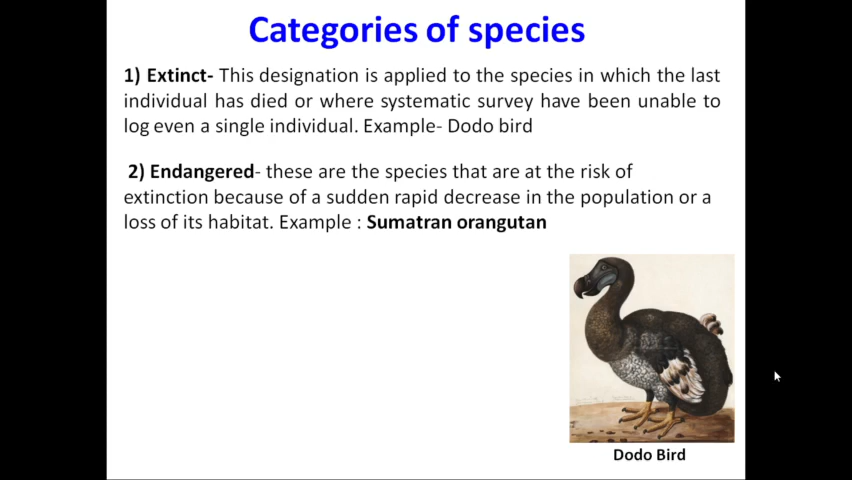 Categories of species
1) Extinct- This designation is applied to the species in which the last
individual has died or where systematic survey have been unable to
log even a single individual. Example- Dodo bird
2) Endangered- these are the species that are at the risk of
extinction because of a sudden rapid decrease in the population or a
loss of its habitat. Example : Sumatran orangutan
Dodo Bird